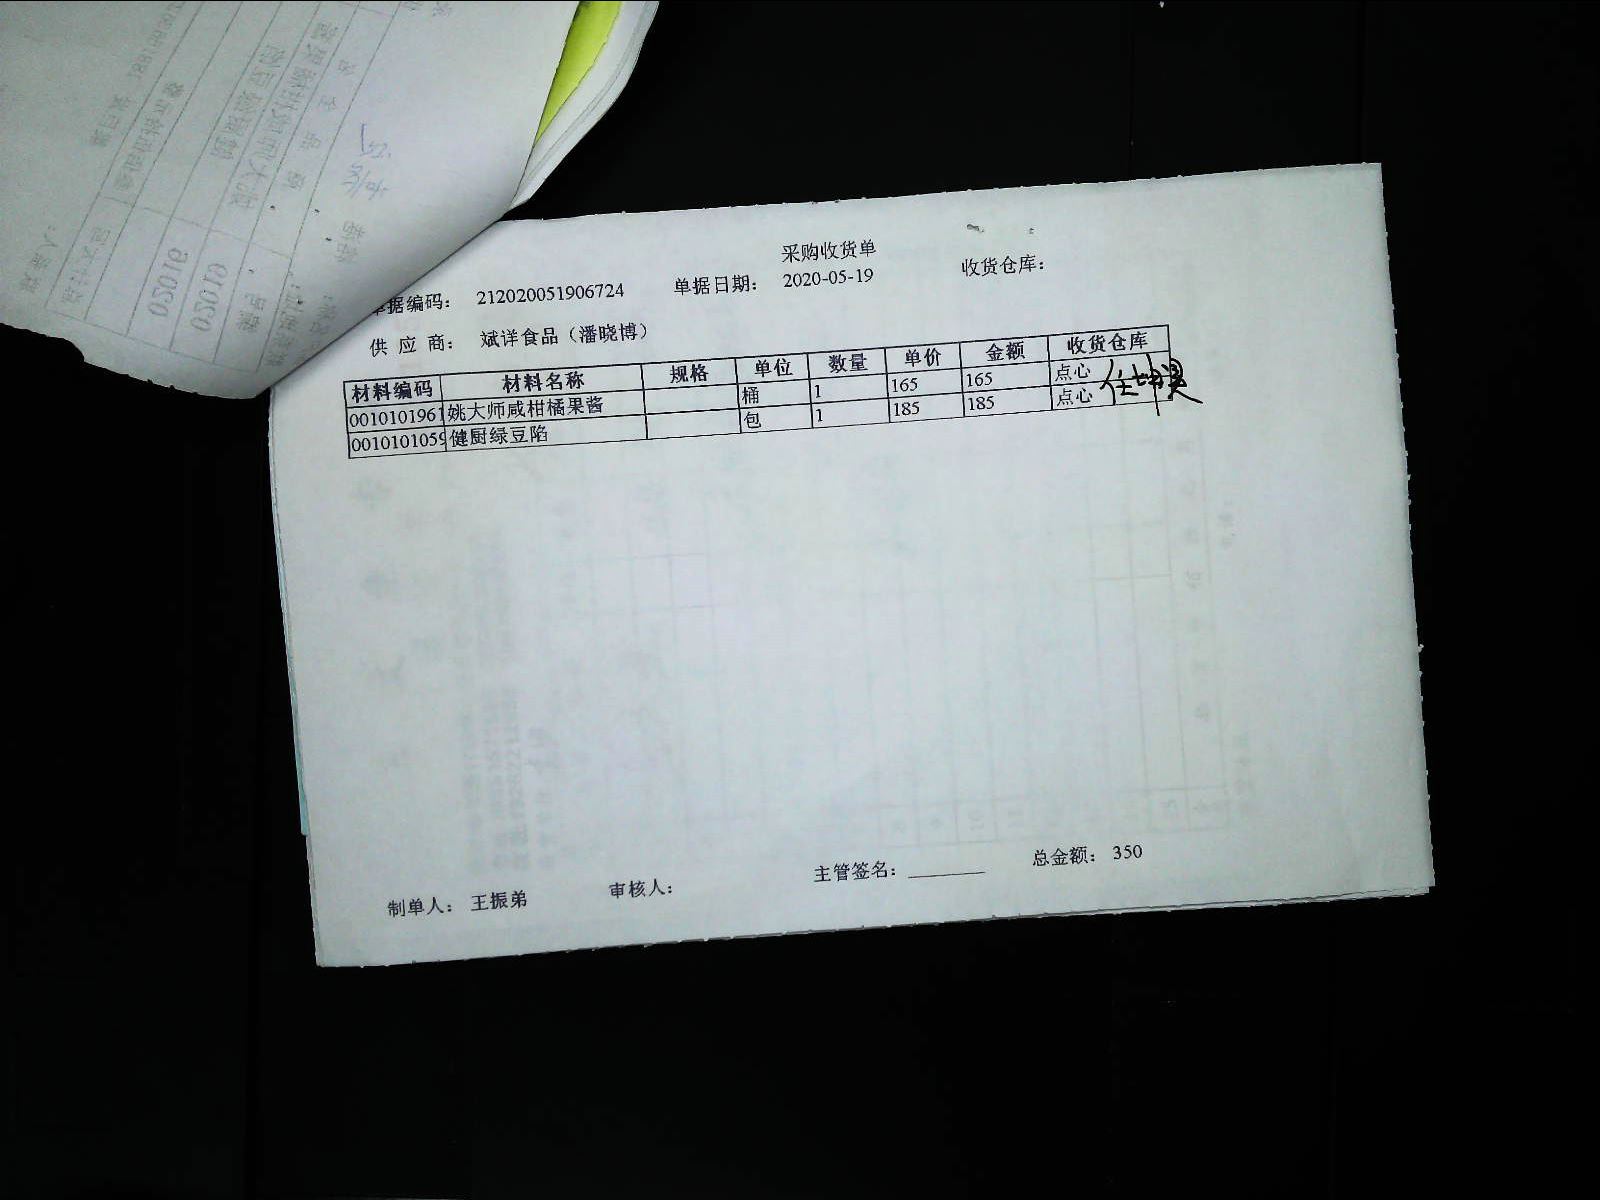 采购收货单
单据编码： 212020051906724 单据日期： 2020-05-19 收货仓库：
供 应 商： 斌详食品（潘晓博）
材料编码 材料名称 规格 单位 数量 单价 金额 收货仓库
0010101961 姚大师咸柑橘果酱 桶 1 165 165 点心
0010101059 健厨绿豆陷 包 1 185 185 点心
制单人： 王振弟 审核人： 主管签名： 总金额： 350